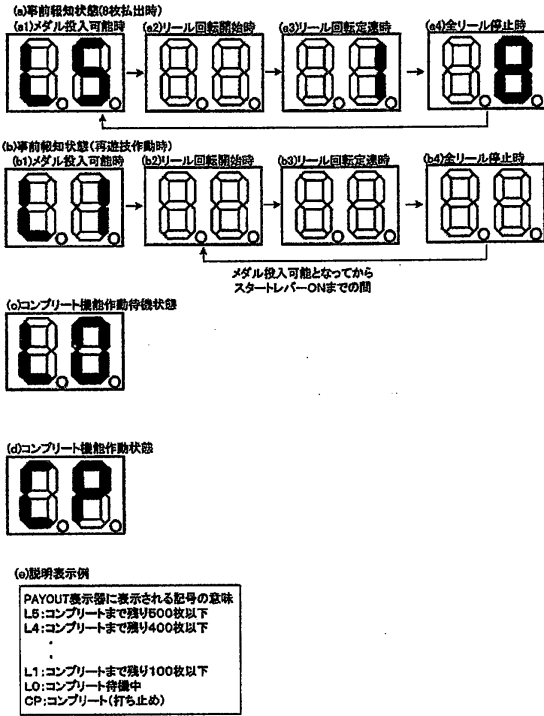 (a)事前報知状態(8枚払出時)
(a1)メダル投入可能時 (a2)リール回転開始時 (a3)リール回転定速時 (a4)全リール停止時
L5 1 8
(b)事前報知状態(再遊技作動時)
(b1)メダル投入可能時 (b2)リール回転開始時 (b3)リール回転定速時 (b4)全リール停止時
L1
メダル投入可能となってから
スタートレバーONまでの間
(c)コンプリート機能作動待機状態
L0
(d)コンプリート機能作動状態
CP
(e)説明表示例
PAYOUT表示器に表示される記号の意味
L5:コンプリートまで残り500枚以下
L4:コンプリートまで残り400枚以下
・
・
L1:コンプリートまで残り100枚以下
L0:コンプリート待機中
CP:コンプリート(打ち止め)